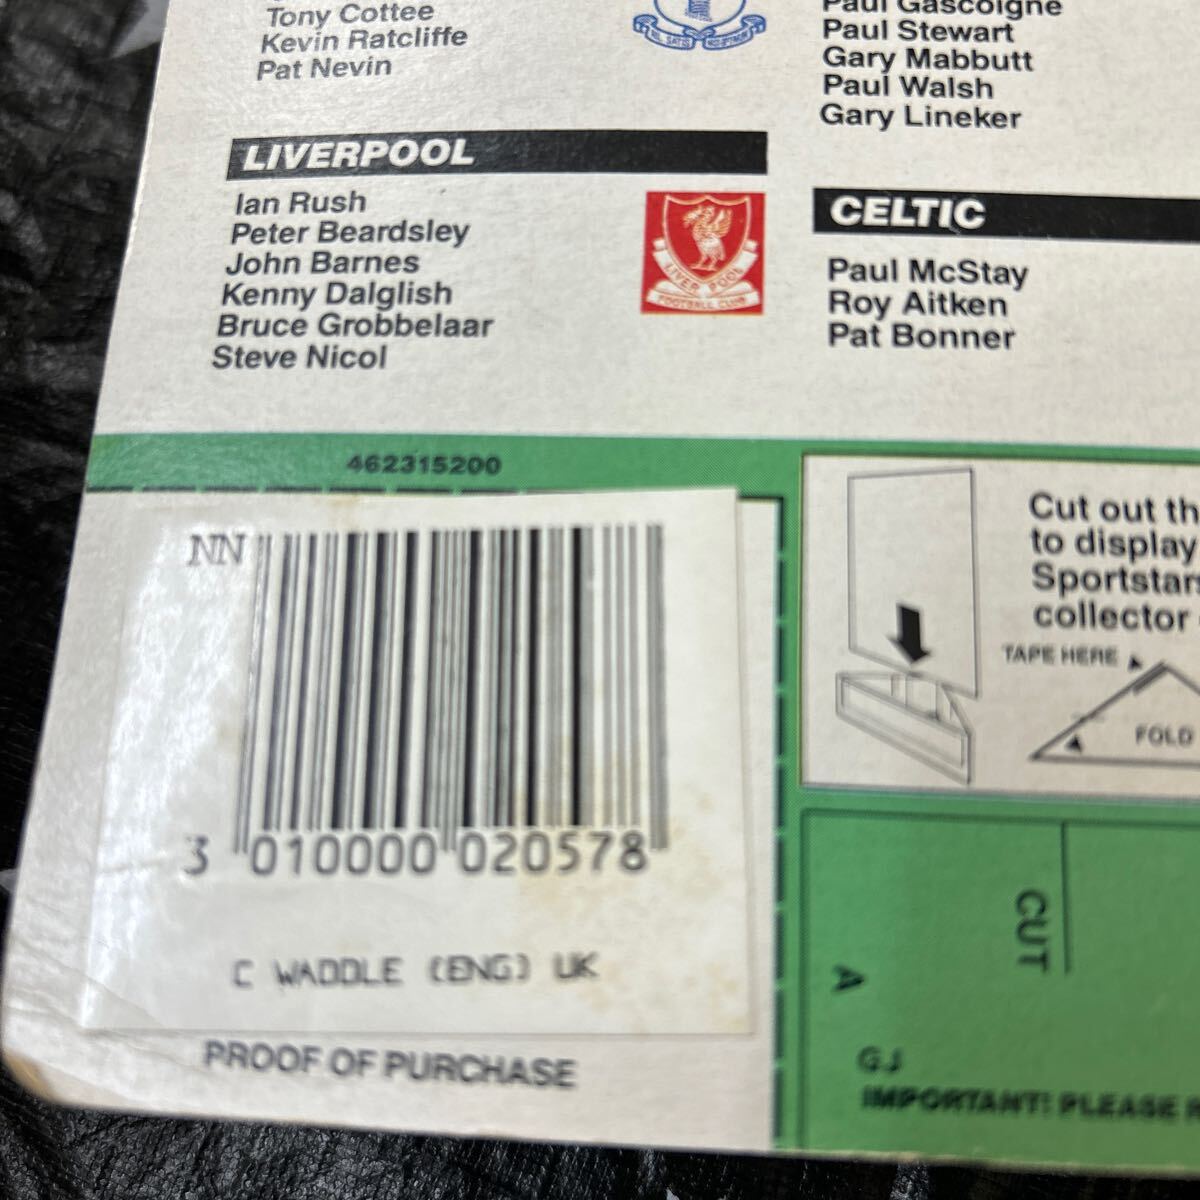 Tony Cottee
Kevin Ratcliffe
Pat Nevin
LIVERPOOL
Ian Rush
Peter Beardsley
John Barnes
Kenny Dalglish
Bruce Grobbelaar
Steve Nicol
LIVERPOOL
FOOTBALL CLUB
Paul Gascoigne
Paul Stewart
Gary Mabbutt
Paul Walsh
Gary Lineker
CELTIC
Paul McStay
Roy Aitken
Pat Bonner
462315200
NN
3 010000 020578
C WADDLE (ENG) UK
PROOF OF PURCHASE
Cut out th
to display
Sportstars
collector
TAPE HERE
FOLD
CUT
A
GJ
IMPORTANT! PLEASE